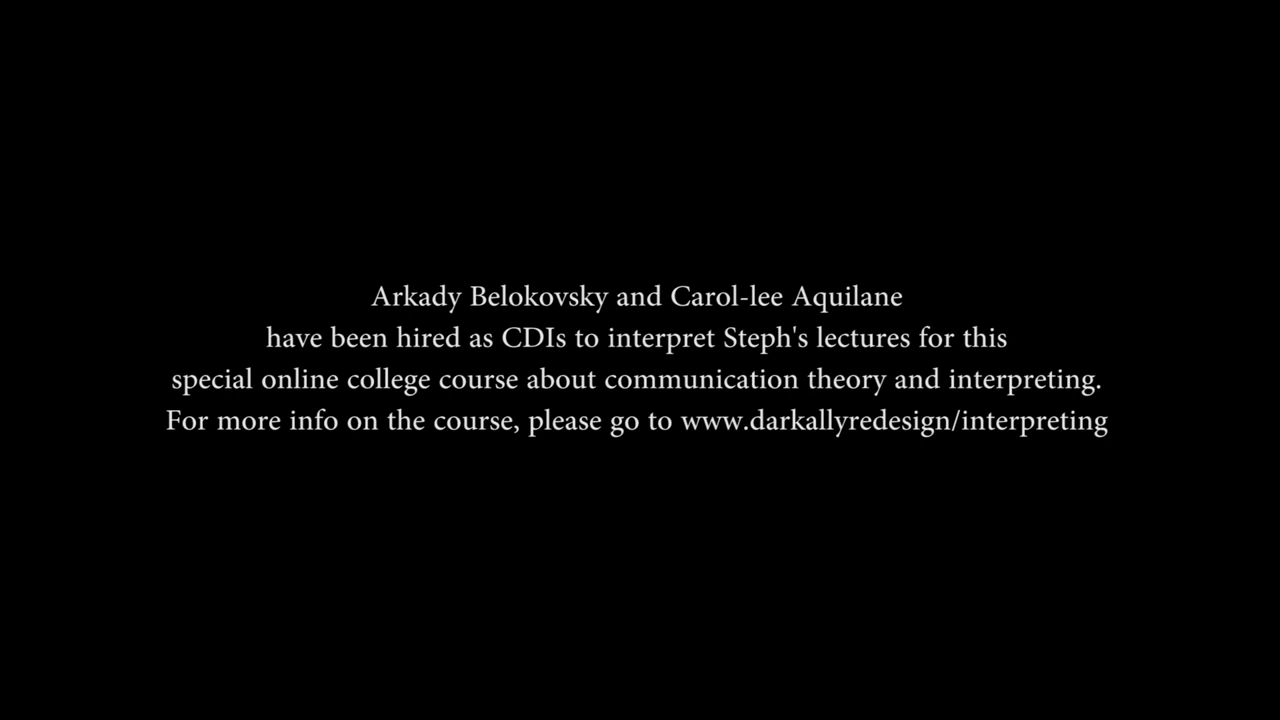 Arkady Belokovsky and Carol-lee Aquilane
have been hired as CDIs to interpret Steph's lectures for this
special online college course about communication theory and interpreting.
For more info on the course, please go to www.darkallyredesign/interpreting